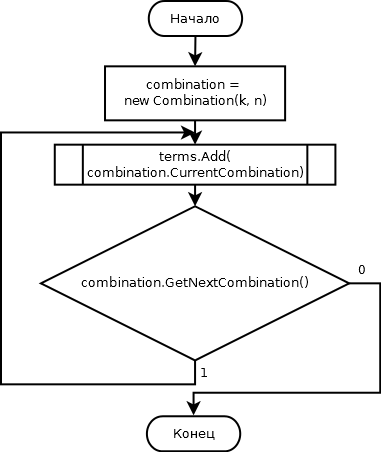 Начало
combination =
new Combination(k, n)
terms.Add(
combination.CurrentCombination)
combination.GetNextCombination()
0
1
Конец